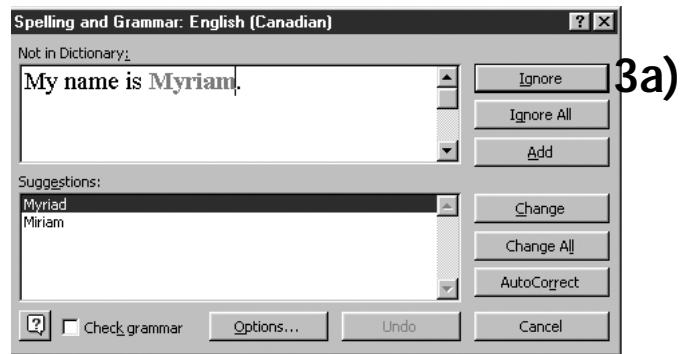 Spelling and Grammar: English (Canadian)
Not in Dictionary:
My name is Myriam.
Ignore
3a)
Ignore All
Add
Suggestions:
Myriad
Miriam
Change
Change All
AutoCorrect
Check grammar
Options...
Undo
Cancel